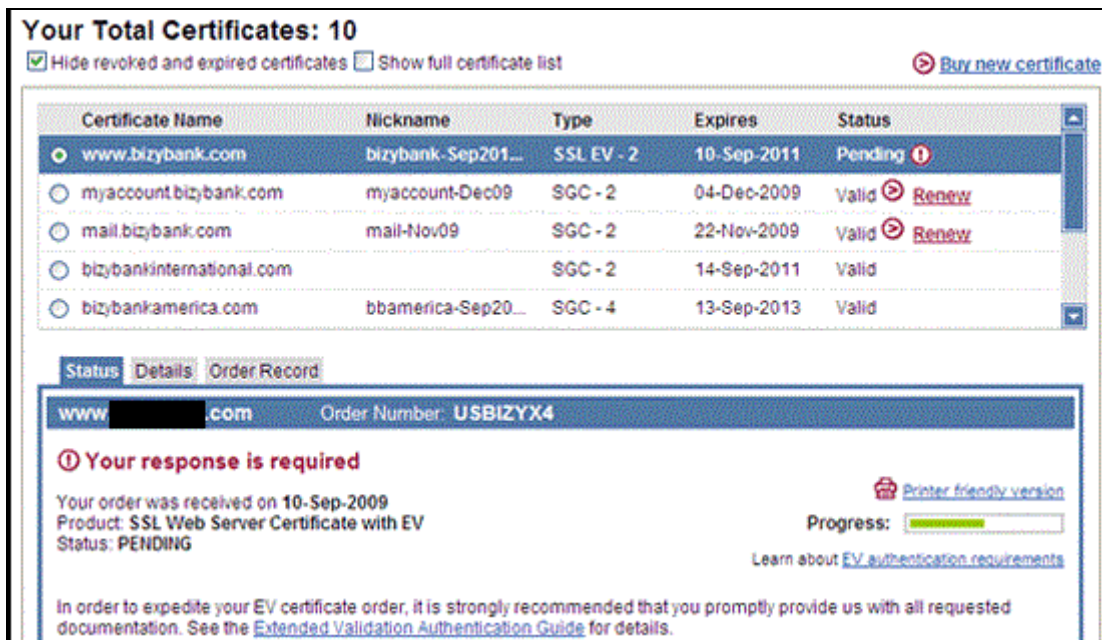 Your Total Certificates: 10
Hide revoked and expired certificates Show full certificate list Buy new certificate
Certificate Name Nickname Type Expires Status
www.bizybank.com bizybank-Sep201... SSL EV - 2 10-Sep-2011 Pending
myaccount.bizybank.com myaccount-Dec09 SGC - 2 04-Dec-2009 Valid Renew
mail.bizybank.com mail-Nov09 SGC - 2 22-Nov-2009 Valid Renew
bizybankinternational.com SGC - 2 14-Sep-2011 Valid
bizybankamerica.com bbamerica-Sep20... SGC - 4 13-Sep-2013 Valid
Status Details Order Record
www. .com Order Number: USBIZYX4
Your response is required
Printer friendly version
Your order was received on 10-Sep-2009
Product: SSL Web Server Certificate with EV
Progress:
Status: PENDING
Learn about EV authentication requirements
In order to expedite your EV certificate order, it is strongly recommended that you promptly provide us with all requested
documentation. See the Extended Validation Authentication Guide for details.